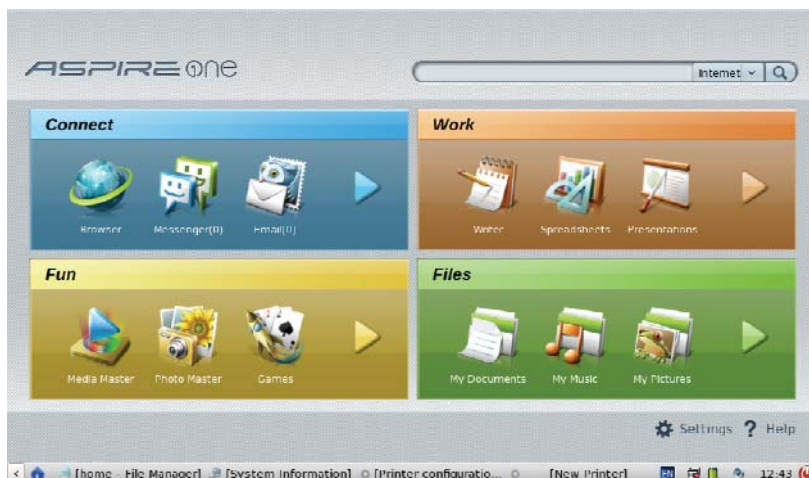 ASPIRE one
Internet
Connect
Work
Browser Messenger(0) Email(0)
Writer Spreadsheets Presentations
Fun
Files
Media Master Photo Master Games
My Documents My Music My Pictures
Settings ? Help
[home - File Manager] [System Information] [Printer configuratio... [New Printer] EN 12:43